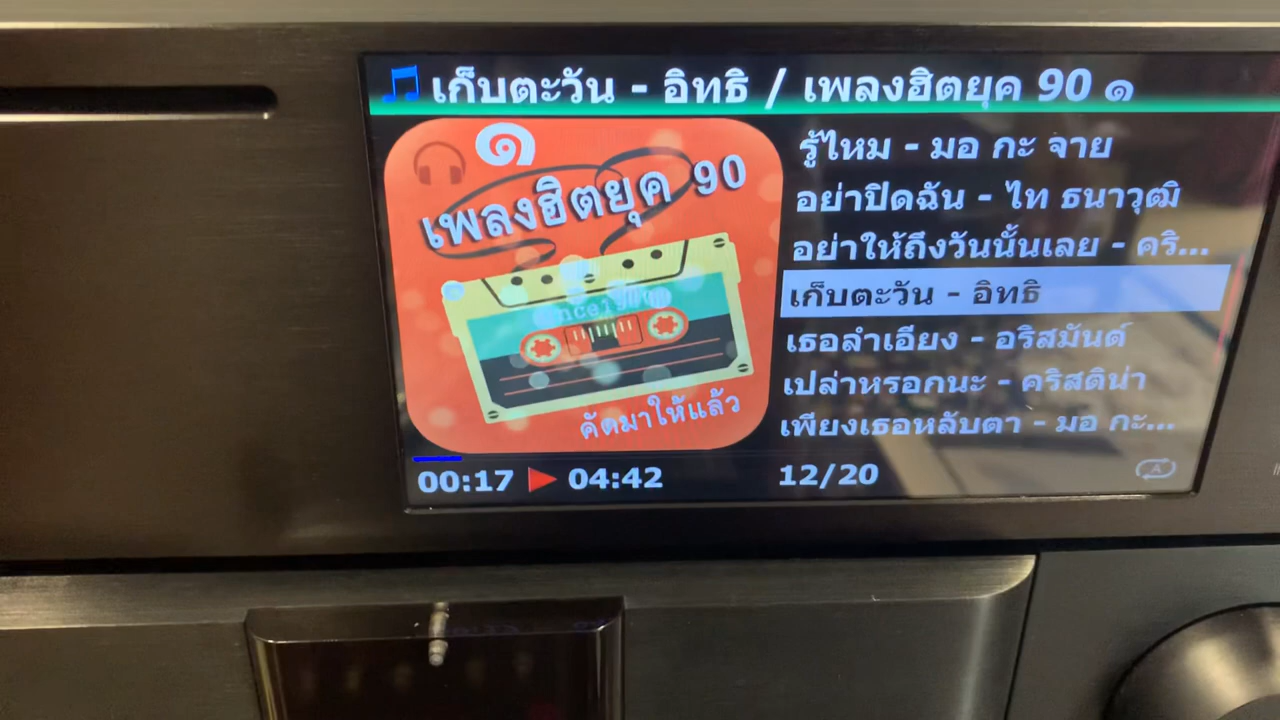 เก็บตะวัน - อิทธิ / เพลงฮิตยุค 90 ๑
๑
เพลงฮิตยุค 90
คัดมาให้แล้ว
รู้ไหม - มอ กะ จาย
อย่าปิดฉัน - ไท ธนาวุฒิ
อย่าให้ถึงวันนั้นเลย - คริ...
เก็บตะวัน - อิทธิ
เธอลำเอียง - อริสมันต์
เปล่าหรอกนะ - คริสติน่า
เพียงเธอหลับตา - มอ กะ...
00:17 04:42
12/20
A